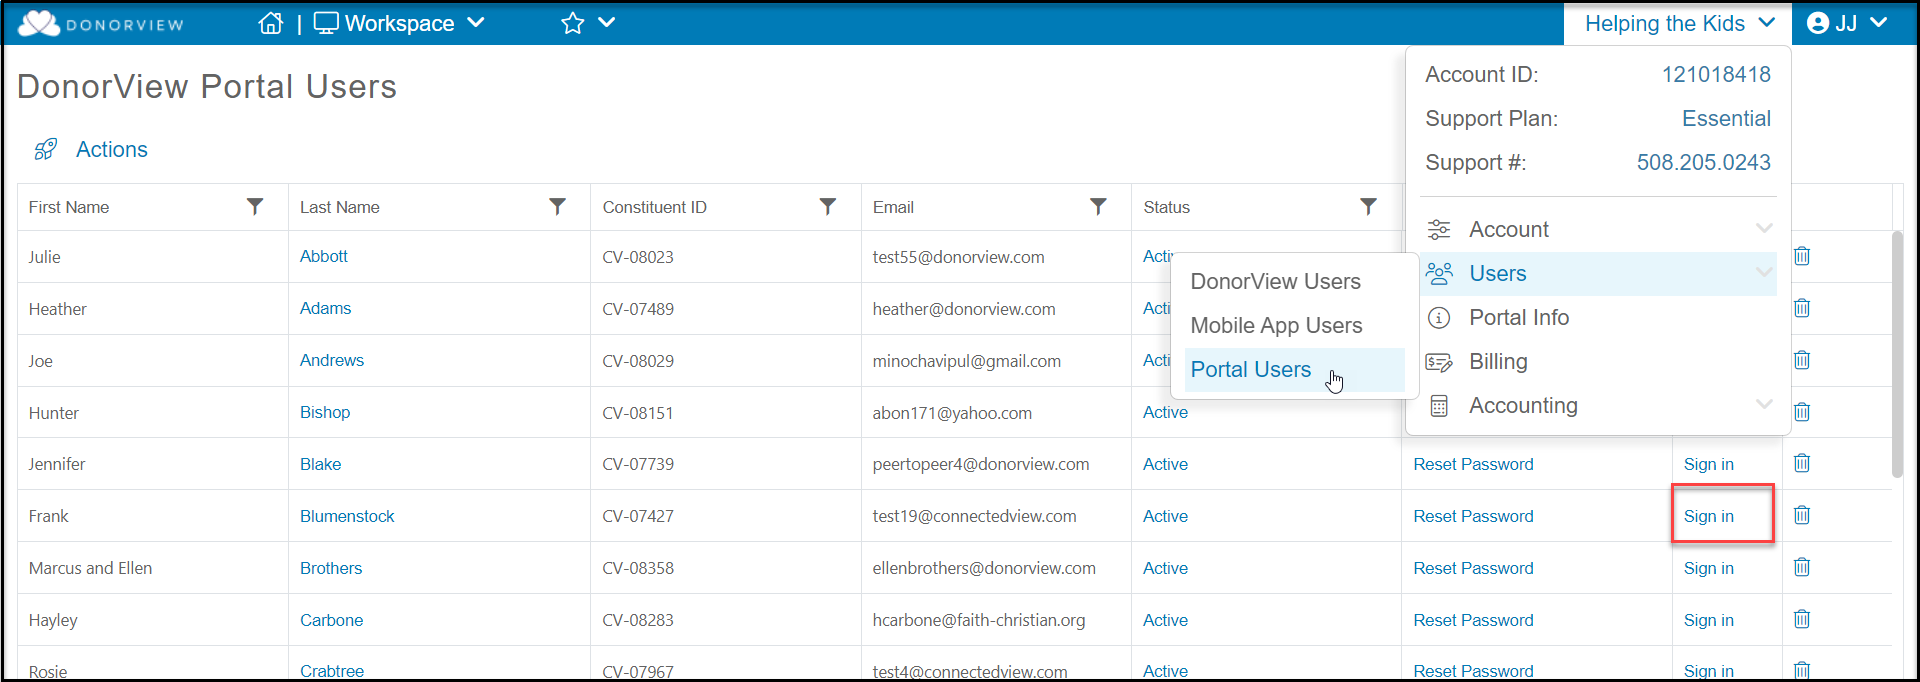 DONORVIEW | Workspace Helping the Kids JJ
DonorView Portal Users
Account ID: 121018418
Support Plan: Essential
Support #: 508.205.0243
Account
Users
Portal Info
Billing
Accounting
DonorView Users
Mobile App Users
Portal Users
Actions
First Name Last Name Constituent ID Email Status
Julie Abbott CV-08023 test55@donorview.com Acti
Heather Adams CV-07489 heather@donorview.com Acti
Joe Andrews CV-08029 minochavipul@gmail.com Acti
Hunter Bishop CV-08151 abon171@yahoo.com Active
Jennifer Blake CV-07739 peertopeer4@donorview.com Active Reset Password Sign in
Frank Blumenstock CV-07427 test19@connectedview.com Active Reset Password Sign in
Marcus and Ellen Brothers CV-08358 ellenbrothers@donorview.com Active Reset Password Sign in
Hayley Carbone CV-08283 hcarbone@faith-christian.org Active Reset Password Sign in
Rosie Crabtree CV-07967 test4@connectedview.com Active Reset Password Sign in